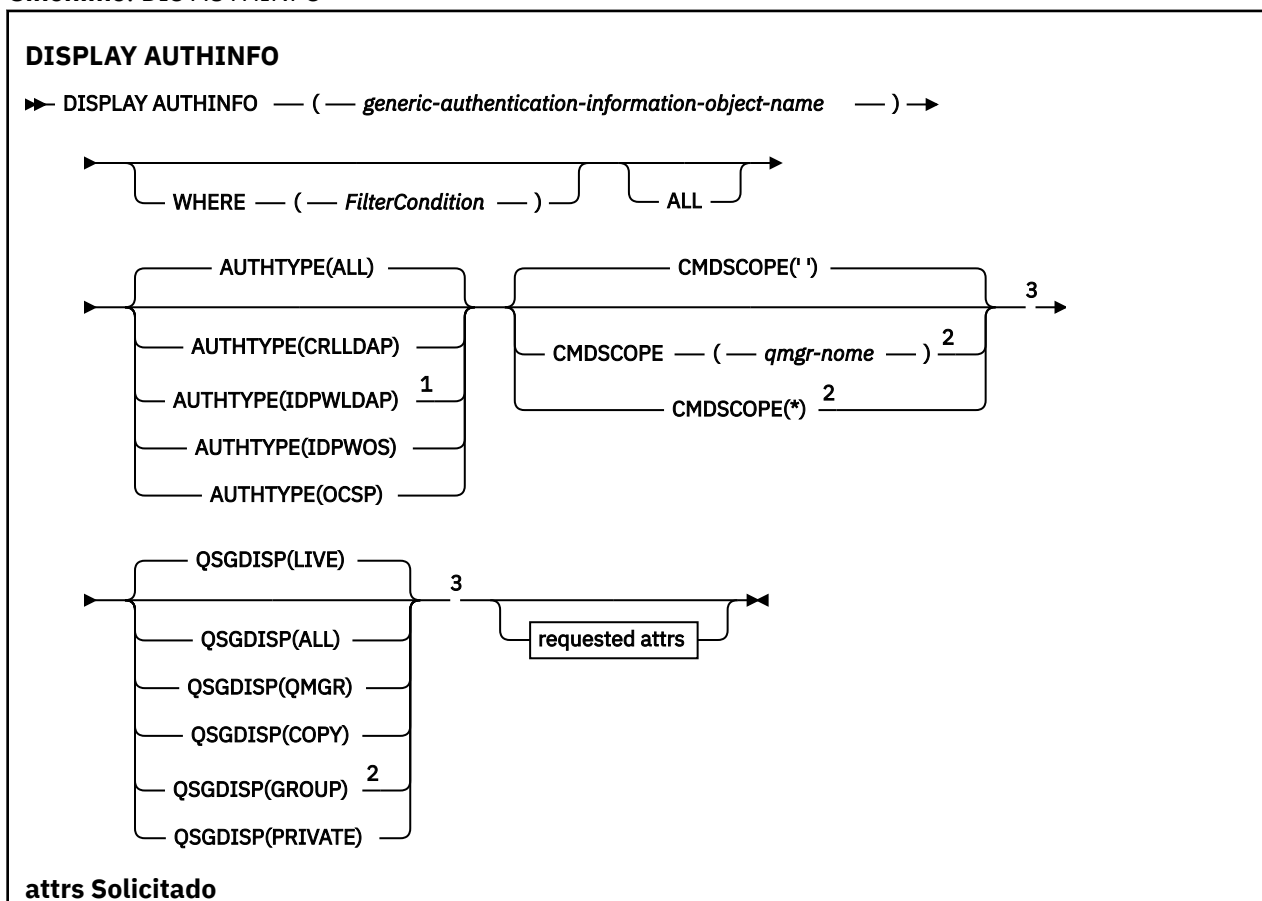 DISPLAY AUTHINFO
DISPLAY AUTHINFO ( generic-authentication-information-object-name )
WHERE ( FilterCondition ) ALL
AUTHTYPE(ALL) CMDSCOPE(' ')
3
AUTHTYPE(CRLLDAP) CMDSCOPE ( qmgr-nome ) 2
AUTHTYPE(IDPWLDAP) 1 CMDSCOPE(*) 2
AUTHTYPE(IDPWOS)
AUTHTYPE(OCSP)
QSGDISP(LIVE)
3
QSGDISP(ALL) requested attrs
QSGDISP(QMGR)
QSGDISP(COPY)
QSGDISP(GROUP) 2
QSGDISP(PRIVATE)
attrs Solicitado